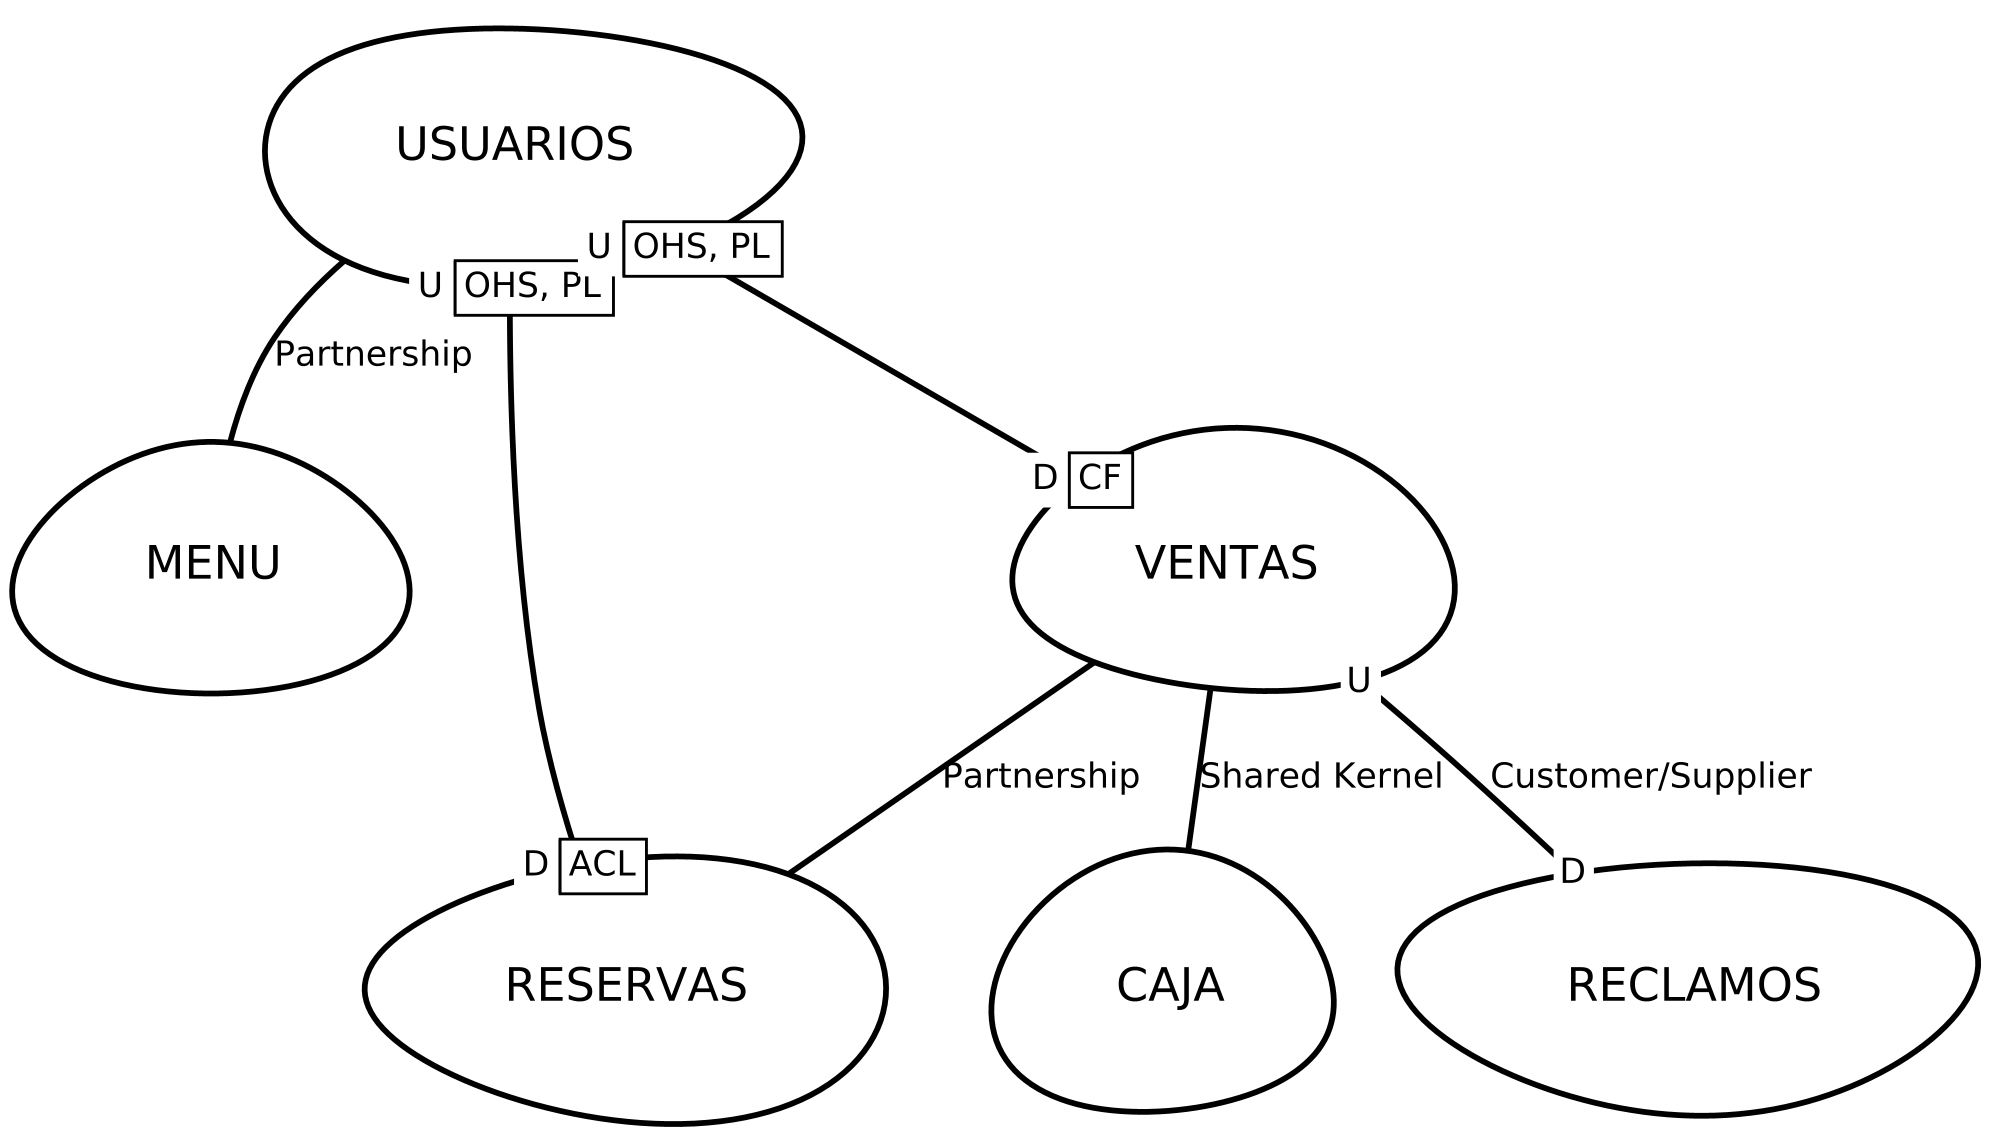 USUARIOS
U OHS, PL
U OHS, PL
Partnership
D CF
MENU
VENTAS
U
Partnership
Shared Kernel
Customer/Supplier
D ACL
D
RESERVAS
CAJA
RECLAMOS